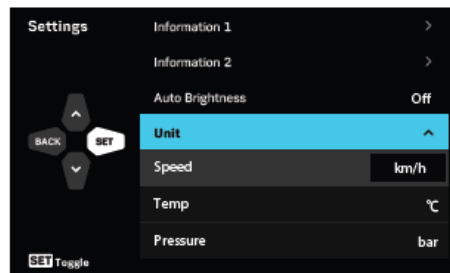 Settings
Information 1
Information 2
Auto Brightness Off
BACK SET
Unit
Speed km/h
Temp ℃
Pressure bar
SET Toggle